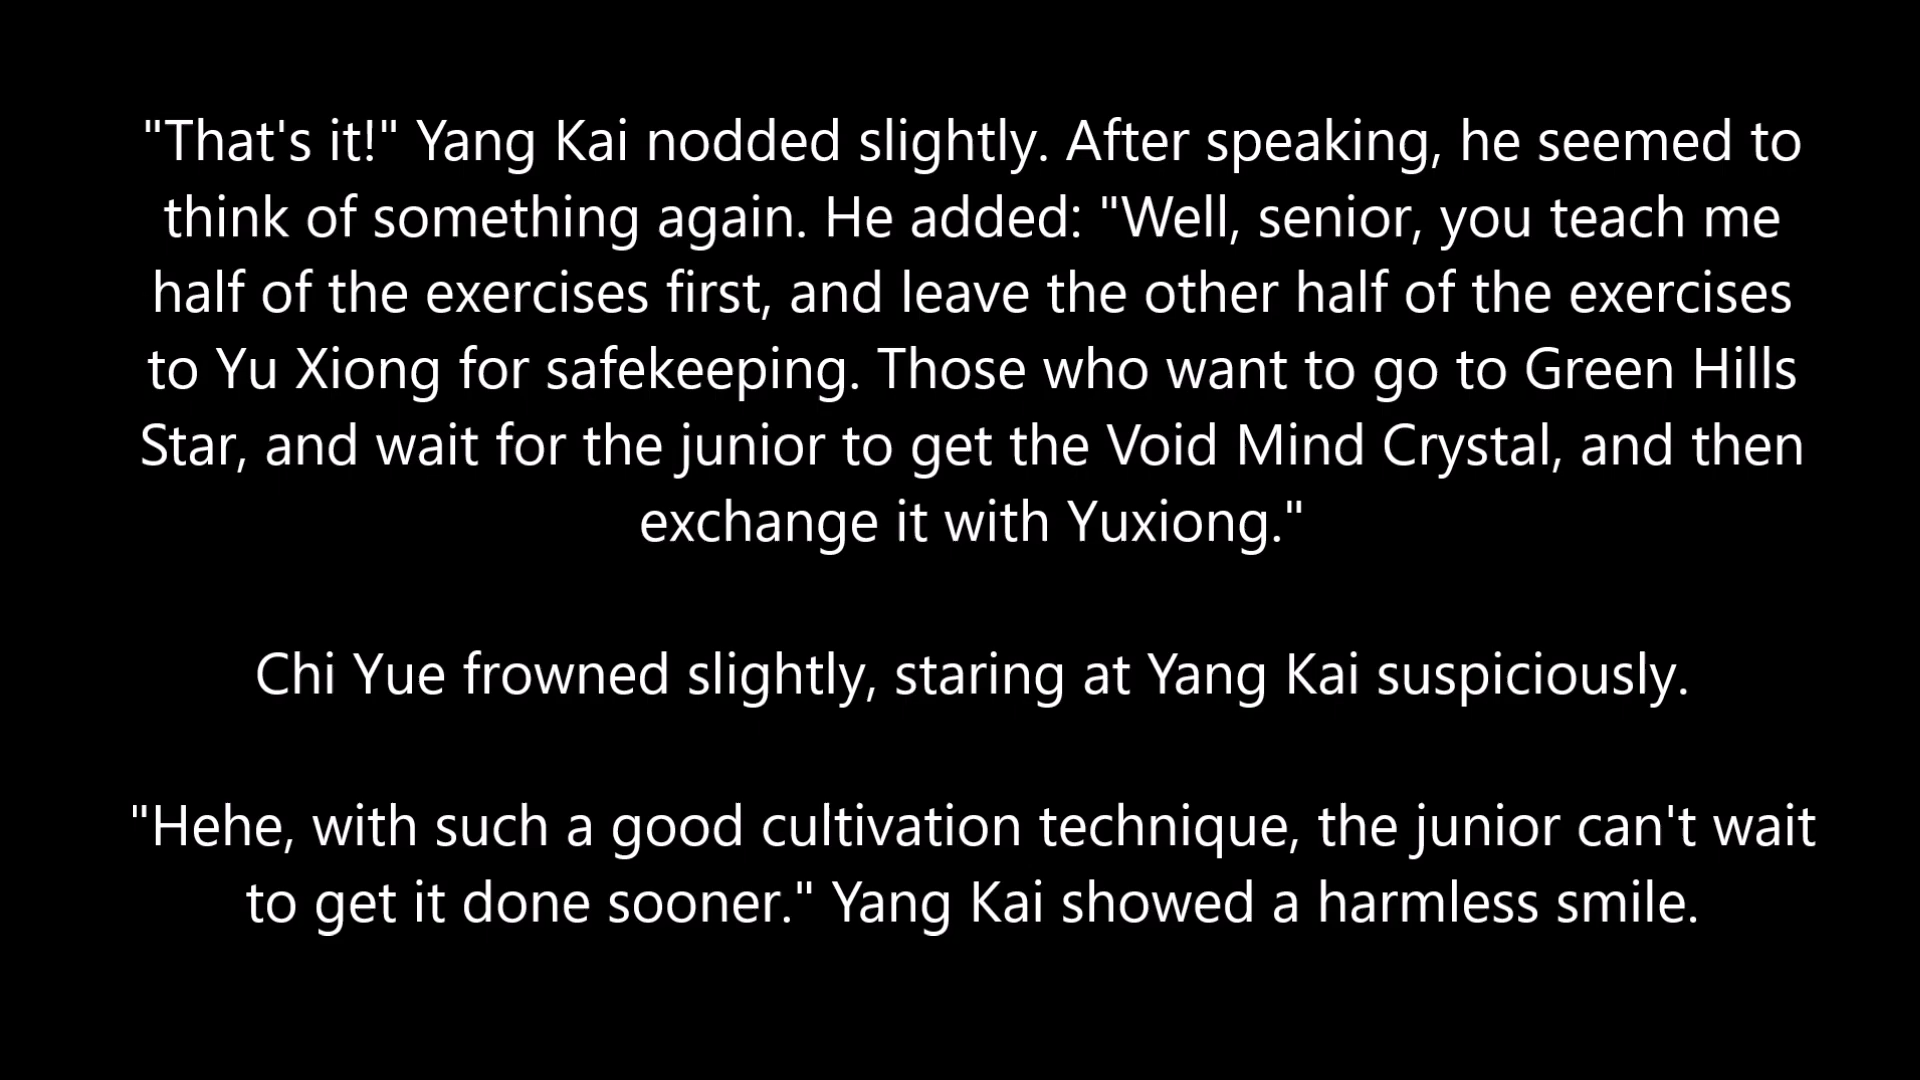 "That's it!" Yang Kai nodded slightly. After speaking, he seemed to
think of something again. He added: "Well, senior, you teach me
half of the exercises first, and leave the other half of the exercises
to Yu Xiong for safekeeping. Those who want to go to Green Hills
Star, and wait for the junior to get the Void Mind Crystal, and then
exchange it with Yuxiong."
Chi Yue frowned slightly, staring at Yang Kai suspiciously.
"Hehe, with such a good cultivation technique, the junior can't wait
to get it done sooner." Yang Kai showed a harmless smile.